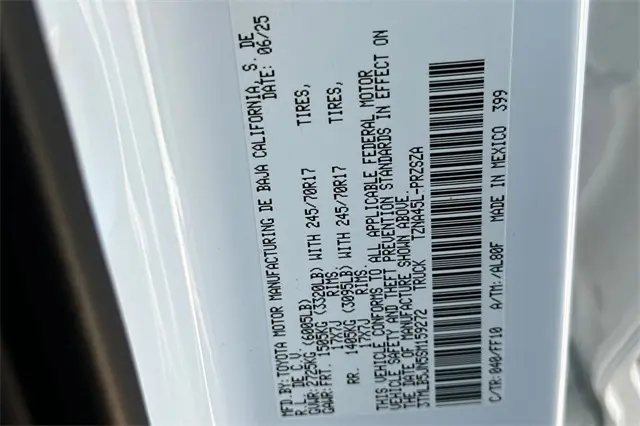 MFD BY: TOYOTA MOTOR MANUFACTURING DE BAJA CALIFORNIA, S. DE
R. L. DE C.V. DATE: 06/25
GVWR: 2725KG (6005LB)
GAWR: FRT. 1505KG (3320LB) WITH 245/70R17 TIRES,
17X7J RIMS,
RR. 1405KG (3095LB) WITH 245/70R17 TIRES,
17X7J RIMS.
THIS VEHICLE CONFORMS TO ALL APPLICABLE FEDERAL MOTOR
VEHICLE SAFETY AND THEFT PREVENTION STANDARDS IN EFFECT ON
THE DATE OF MANUFACTURE SHOWN ABOVE.
TRUCK TZNA45L-PRZSZA
C/TR: 040/FF10 A/TM: /AL80F MADE IN MEXICO 399